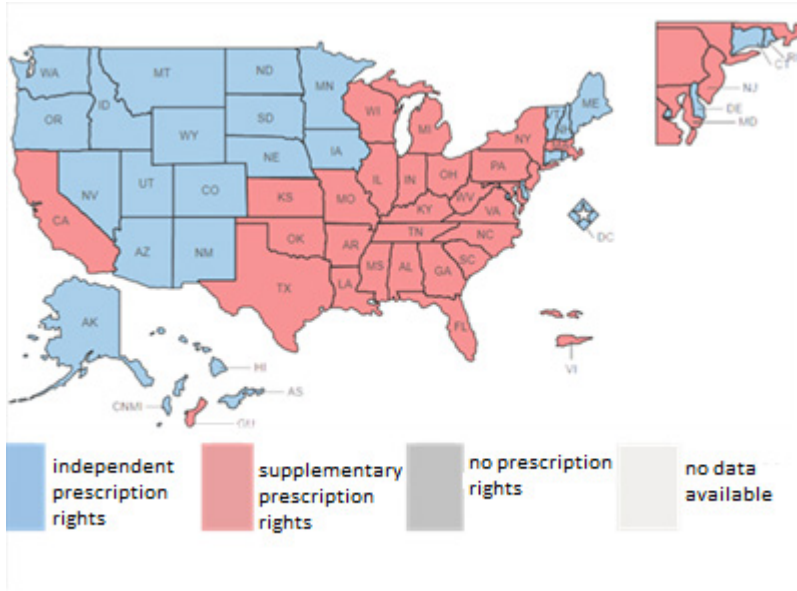 WA
MT
ND
MN
OR
ID
WY
SD
WI
MI
NY
VT
NH
ME
NE
IA
PA
NV
UT
CO
IL
IN
OH
CA
KS
MO
WV
VA
KY
AZ
NM
OK
AR
TN
NC
SC
TX
LA
MS
AL
GA
FL
AK
HI
AS
CNMI
GU
DC
VI
RI
CT
NJ
DE
MD
independent
prescription
rights
supplementary
prescription
rights
no prescription
rights
no data
available